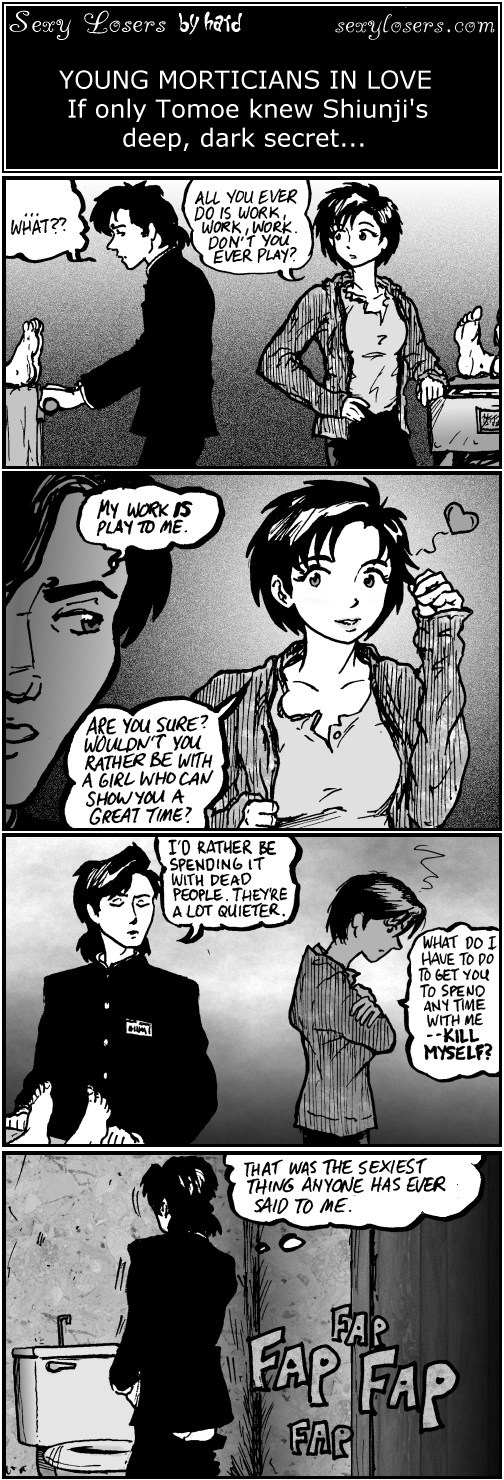 Sexy Losers by hard
sexylosers.com
YOUNG MORTICIANS IN LOVE
If only Tomoe knew Shiunji's
deep, dark secret...
ALL YOU EVER
DO IS WORK,
WORK, WORK.
DON'T YOU
EVER PLAY?
...
WHAT??
MY WORK IS
PLAY TO ME.
ARE YOU SURE?
WOULDN'T YOU
RATHER BE WITH
A GIRL WHO CAN
SHOW YOU A
GREAT TIME?
I'D RATHER BE
SPENDING IT
WITH DEAD
PEOPLE. THEY'RE
A LOT QUIETER.
WHAT DO I
HAVE TO DO
TO GET YOU
TO SPEND
ANY TIME
WITH ME
--KILL
MYSELF?
THAT WAS THE SEXIEST
THING ANYONE HAS EVER
SAID TO ME.
FAP
FAP
FAP
FAP